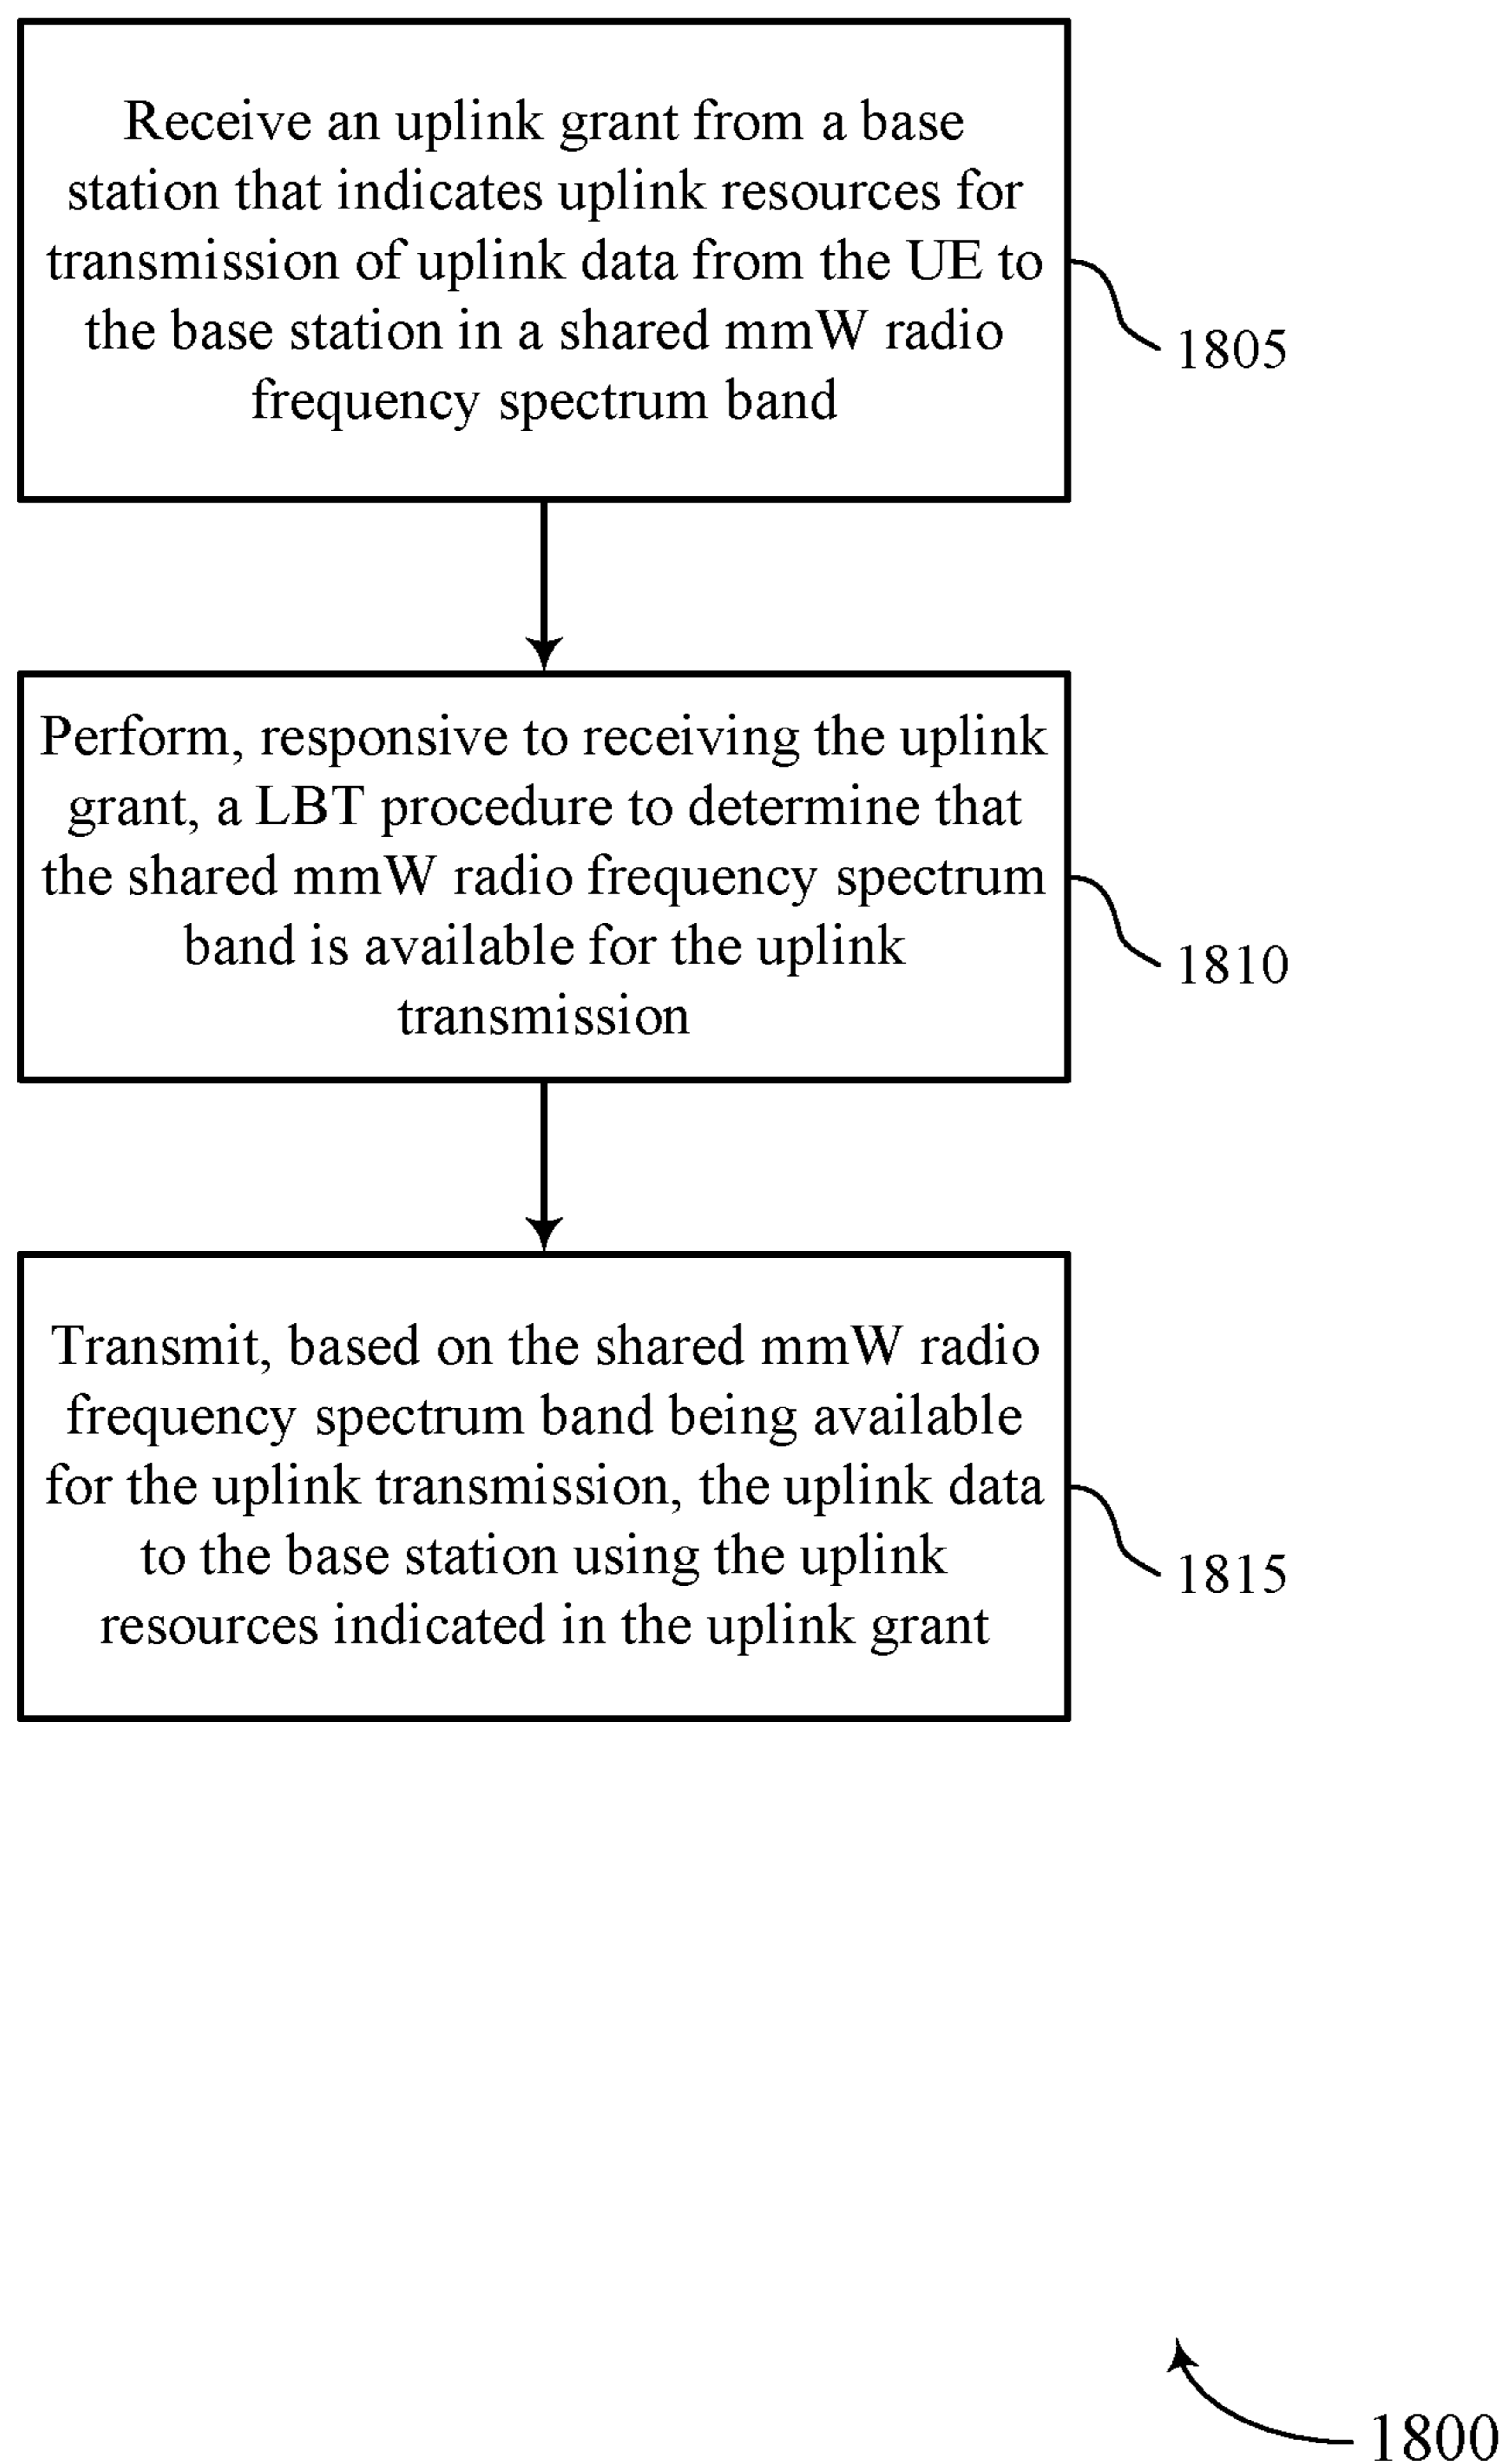 Receive an uplink grant from a base
station that indicates uplink resources for
transmission of uplink data from the UE to
the base station in a shared mmW radio
frequency spectrum band
1805
Perform, responsive to receiving the uplink
grant, a LBT procedure to determine that
the shared mmW radio frequency spectrum
band is available for the uplink
transmission
1810
Transmit, based on the shared mmW radio
frequency spectrum band being available
for the uplink transmission, the uplink data
to the base station using the uplink
resources indicated in the uplink grant
1815
1800